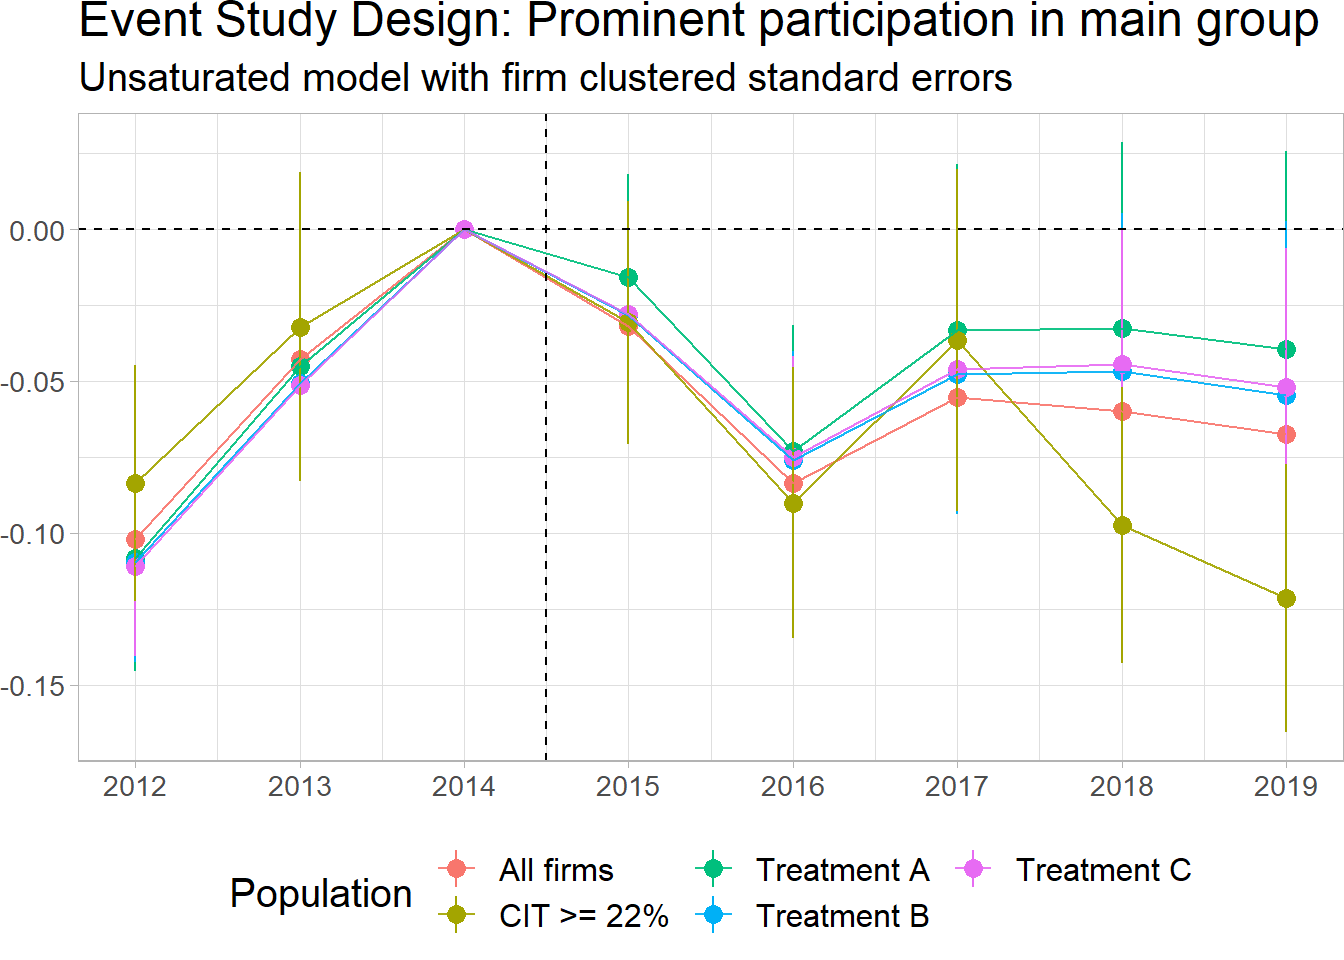 Event Study Design: Prominent participation in main group
Unsaturated model with firm clustered standard errors
0.00
-0.05
-0.10
-0.15
2012 2013 2014 2015 2016 2017 2018 2019
Population
All firms Treatment A Treatment C
CIT >= 22% Treatment B